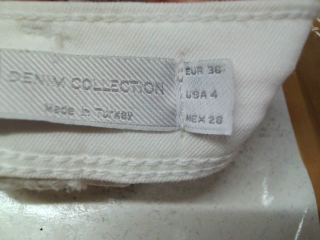 DENIM COLLECTION
Made in Turkey
EUR 36
USA 4
MEX 26